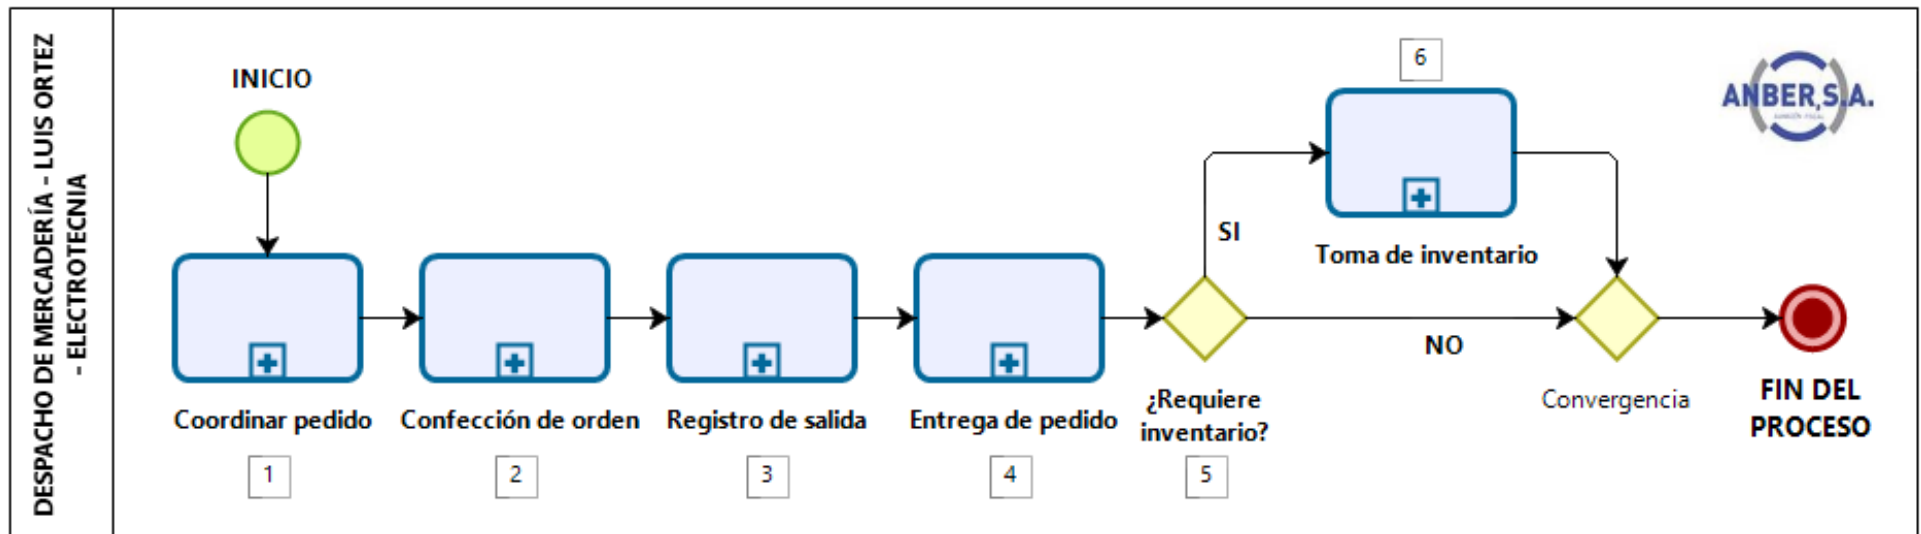 DESPACHO DE MERCADERÍA - LUIS ORTEZ
- ELECTROTECNIA
INICIO
6
ANBER, S.A.
SI
Toma de inventario
NO
Coordinar pedido
Confección de orden
Registro de salida
Entrega de pedido
¿Requiere
inventario?
Convergencia
FIN DEL
PROCESO
1
2
3
4
5